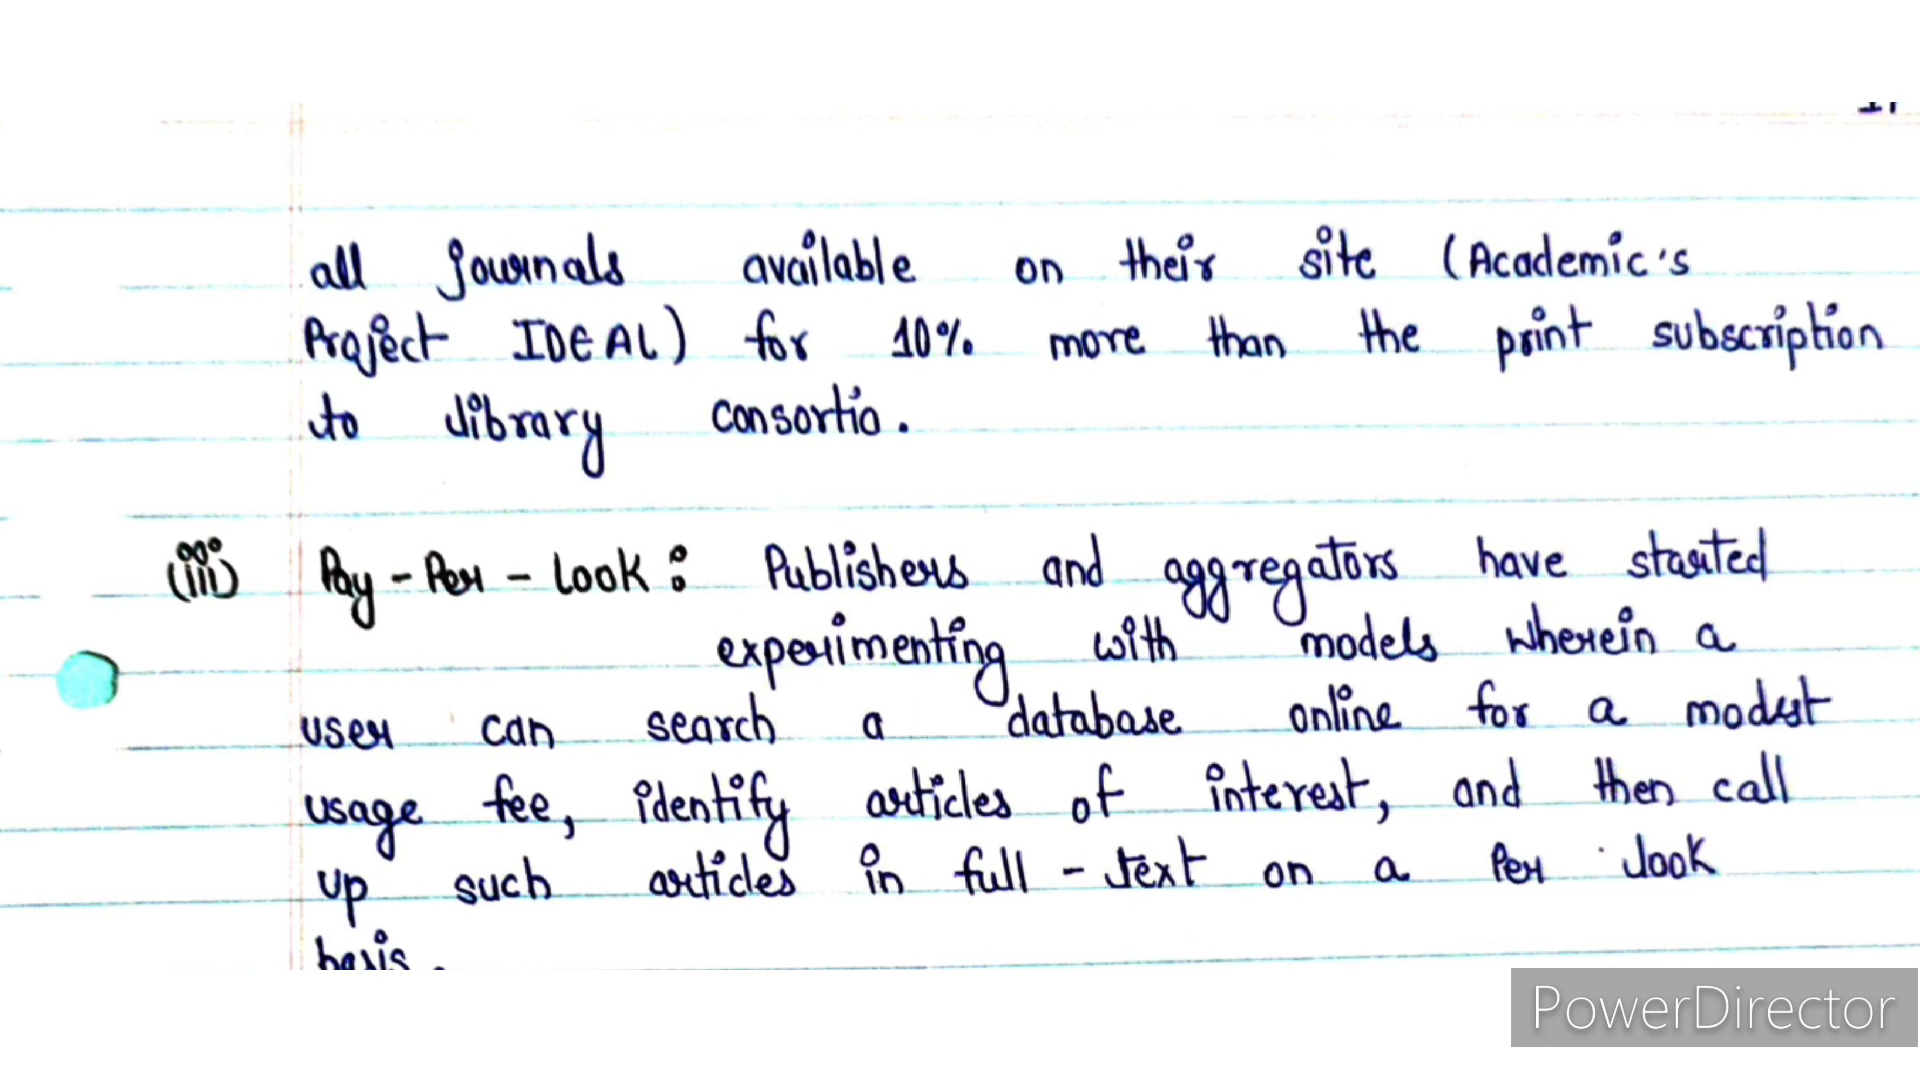 all journals available on their site (Academic's
Project IDEAL) for 10% more than the print subscription
to library consortia.
(iii) Pay-Per-look: Publishers and aggregators have started
experimenting with models wherein a
user can search a database online for a modest
usage fee, identify articles of interest, and then call
up such articles in full-text on a Per look
basis.
PowerDirector